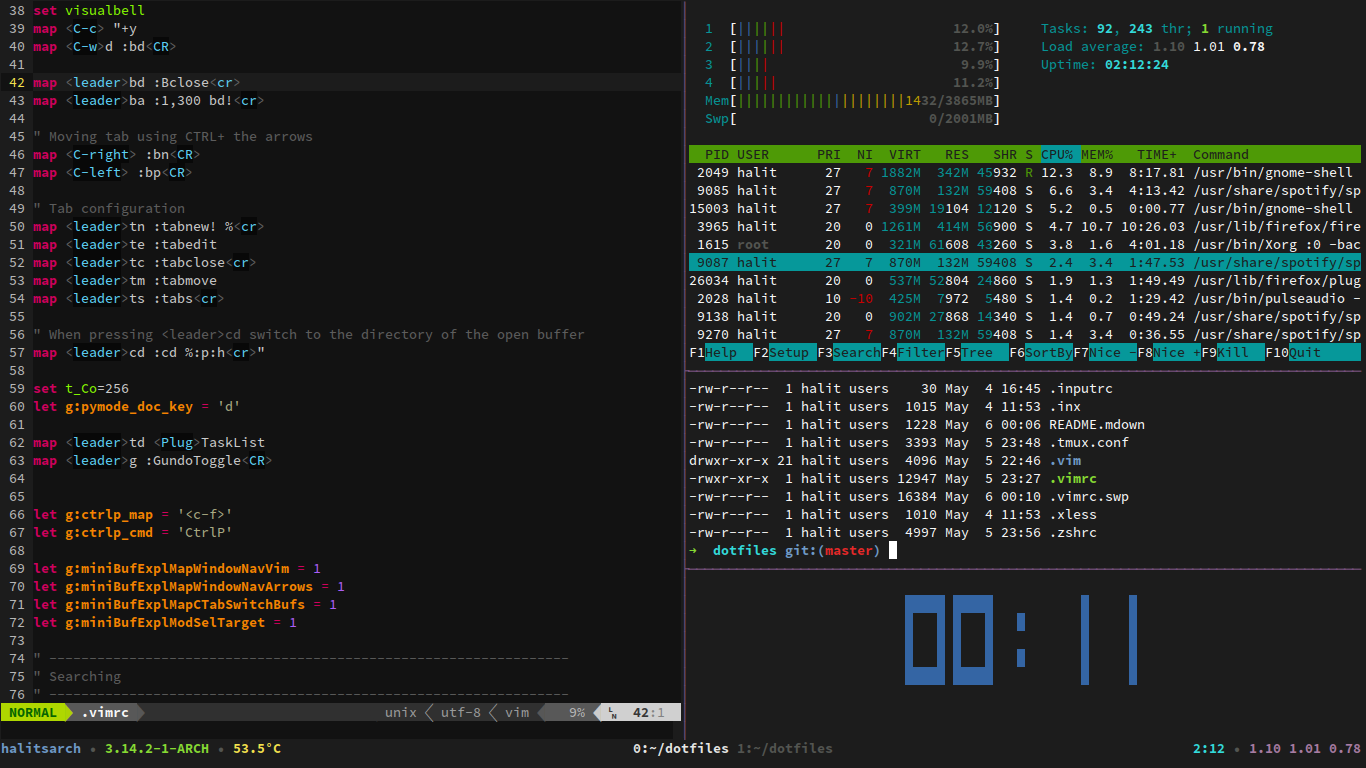 38 set visualbell
39 map <C-c> "+y
40 map <C-w>d :bd<CR>
41
42 map <leader>bd :Bclose<cr>
43 map <leader>ba :1,300 bd!<cr>
44
45 " Moving tab using CTRL+ the arrows
46 map <C-right> :bn<CR>
47 map <C-left> :bp<CR>
48
49 " Tab configuration
50 map <leader>tn :tabnew! %<cr>
51 map <leader>te :tabedit
52 map <leader>tc :tabclose<cr>
53 map <leader>tm :tabmove
54 map <leader>ts :tabs<cr>
55
56 " When pressing <leader>cd switch to the directory of the open buffer
57 map <leader>cd :cd %:p:h<cr>"
58
59 set t_Co=256
60 let g:pymode_doc_key = 'd'
61
62 map <leader>td <Plug>TaskList
63 map <leader>g :GundoToggle<CR>
64
65
66 let g:ctrlp_map = '<c-f>'
67 let g:ctrlp_cmd = 'CtrlP'
68
69 let g:miniBufExplMapWindowNavVim = 1
70 let g:miniBufExplMapWindowNavArrows = 1
71 let g:miniBufExplMapCTabSwitchBufs = 1
72 let g:miniBufExplModSelTarget = 1
73
74 " -----------------------------------------------------------------
75 " Searching
76 " -----------------------------------------------------------------
NORMAL .vimrc unix utf-8 vim 9% LN 42:1
1 [|||||| 12.0%]
2 [|||||| 12.7%]
3 [|||| 9.9%]
4 [||||| 11.2%]
Mem[|||||||||||||||||||||1432/3865MB]
Swp[ 0/2001MB]
Tasks: 92, 243 thr; 1 running
Load average: 1.10 1.01 0.78
Uptime: 02:12:24
PID USER PRI NI VIRT RES SHR S CPU% MEM% TIME+ Command
2049 halit 27 7 1882M 342M 45932 R 12.3 8.9 8:17.81 /usr/bin/gnome-shell
9085 halit 27 7 870M 132M 59408 S 6.6 3.4 4:13.42 /usr/share/spotify/sp
15003 halit 27 7 399M 19104 12120 S 5.2 0.5 0:00.77 /usr/bin/gnome-shell
3965 halit 20 0 1261M 414M 56900 S 4.7 10.7 10:26.03 /usr/lib/firefox/fire
1615 root 20 0 321M 61608 43260 S 3.8 1.6 4:01.18 /usr/bin/Xorg :0 -bac
9087 halit 27 7 870M 132M 59408 S 2.4 3.4 1:47.53 /usr/share/spotify/sp
26034 halit 20 0 537M 52804 24860 S 1.9 1.3 1:49.49 /usr/lib/firefox/plug
2028 halit 10 -10 425M 7972 5480 S 1.4 0.2 1:29.42 /usr/bin/pulseaudio -
9138 halit 20 0 902M 27868 14340 S 1.4 0.7 0:49.24 /usr/share/spotify/sp
9270 halit 27 7 870M 132M 59408 S 1.4 3.4 0:36.55 /usr/share/spotify/sp
F1Help F2Setup F3SearchF4FilterF5Tree F6SortByF7Nice -F8Nice +F9Kill F10Quit
-rw-r--r-- 1 halit users 30 May 4 16:45 .inputrc
-rw-r--r-- 1 halit users 1015 May 4 11:53 .inx
-rw-r--r-- 1 halit users 1228 May 6 00:06 README.mdown
-rw-r--r-- 1 halit users 3393 May 5 23:48 .tmux.conf
drwxr-xr-x 21 halit users 4096 May 5 22:46 .vim
-rwxr-xr-x 1 halit users 12947 May 5 23:27 .vimrc
-rw-r--r-- 1 halit users 16384 May 6 00:10 .vimrc.swp
-rw-r--r-- 1 halit users 1010 May 4 11:53 .xless
-rw-r--r-- 1 halit users 4997 May 5 23:56 .zshrc
→ dotfiles git:(master)
00:11
halitsarch • 3.14.2-1-ARCH • 53.5°C 0:~/dotfiles 1:~/dotfiles 2:12 • 1.10 1.01 0.78